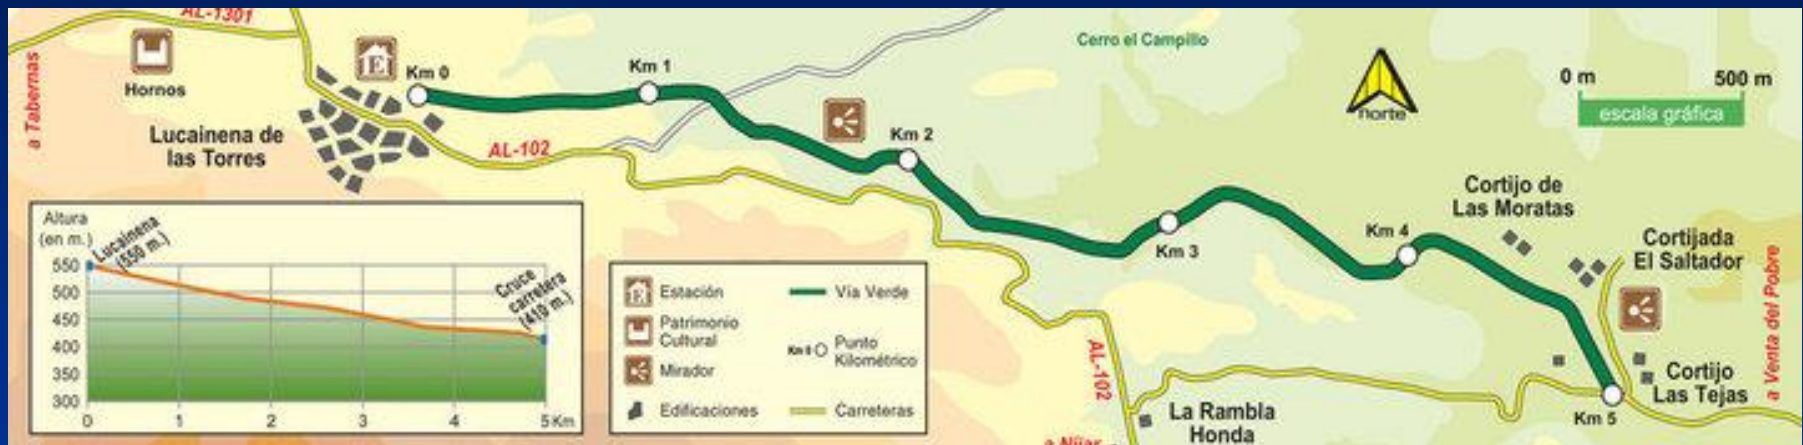 AL-1301
a Tabernas
Hornos
Km 0
Km 1
Cerro el Campillo
norte
0 m
500 m
escala gráfica
Lucainena de
las Torres
AL-102
Km 2
Km 3
Km 4
Cortijo de
Las Moratas
Cortijada
El Saltador
a Venta del Pobre
Cortijo
Las Tejas
Km 5
AL-102
La Rambla
Honda
a Níjar
Altura
(en m.)
Lucainena
(550 m.)
Cruce
carretera
(410 m.)
550
500
450
400
350
300
0
1
2
3
4
5 Km
Estación
Patrimonio
Cultural
Mirador
Edificaciones
Vía Verde
Km 0
Punto
Kilométrico
Carreteras